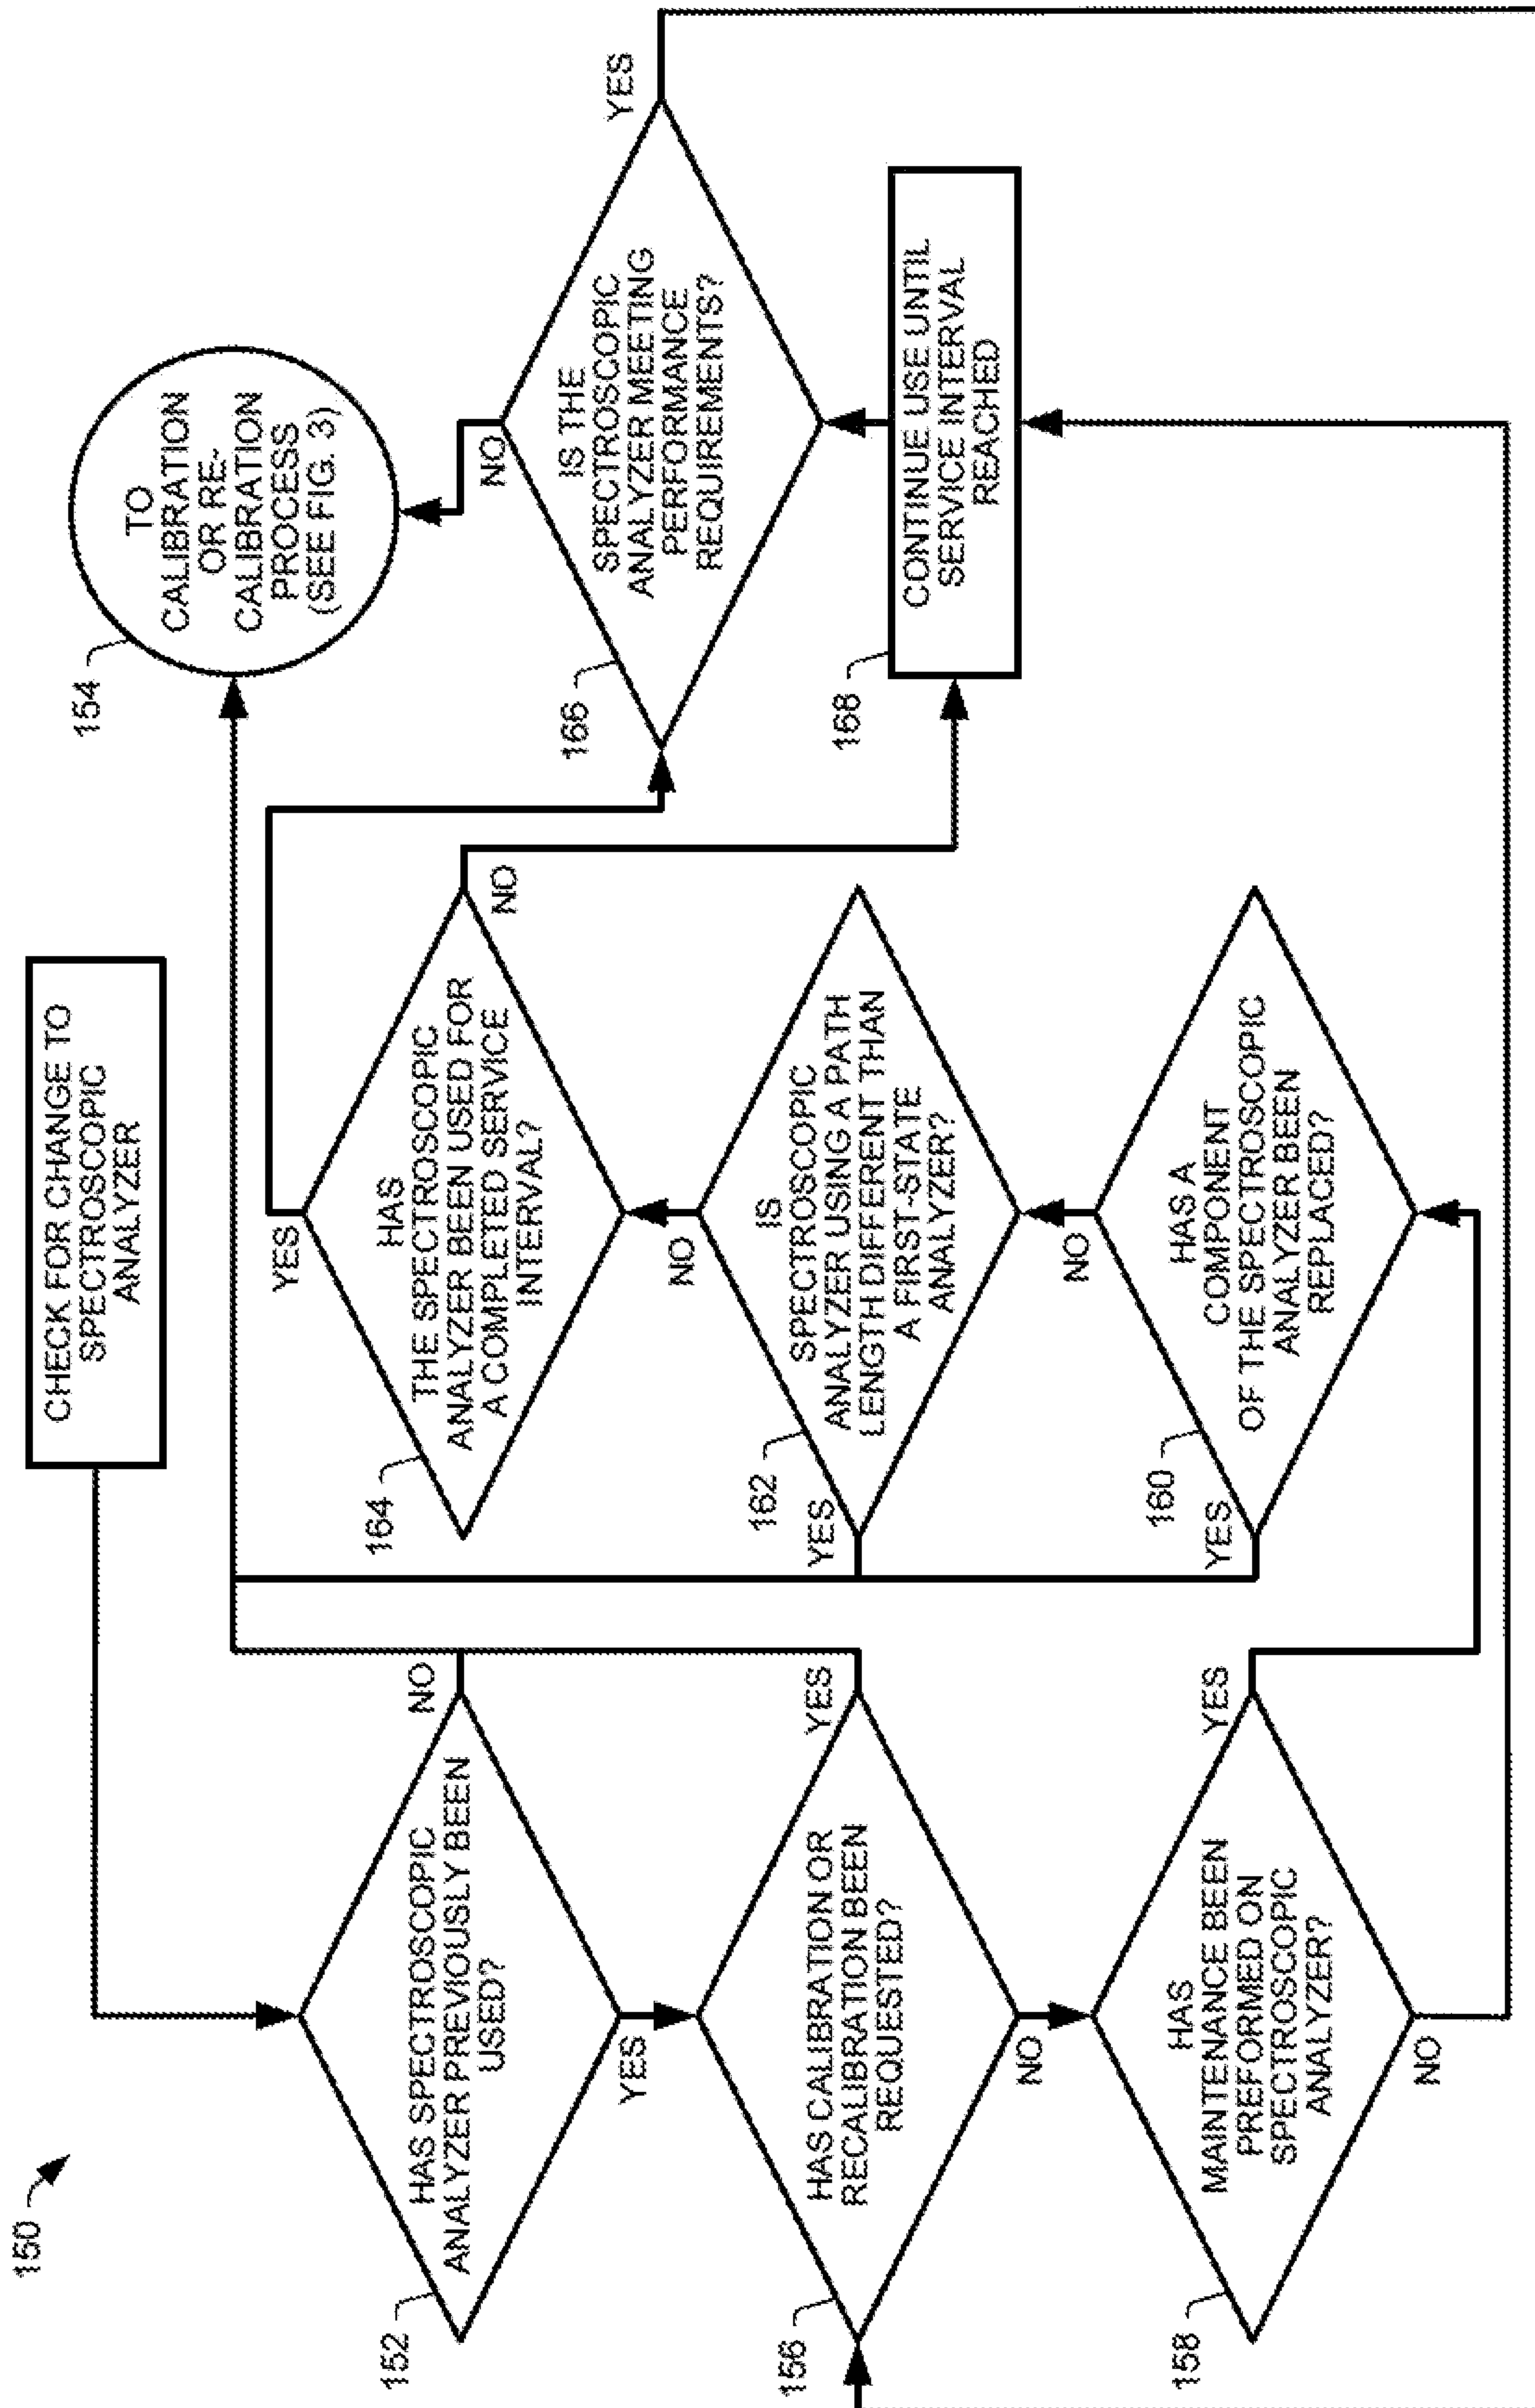 150
CHECK FOR CHANGE TO
SPECTROSCOPIC
ANALYZER
152
HAS SPECTROSCOPIC
ANALYZER PREVIOUSLY BEEN
USED?
NO
YES
156
HAS CALIBRATION OR
RECALIBRATION BEEN
REQUESTED?
YES
NO
158
HAS
MAINTENANCE BEEN
PREFORMED ON
SPECTROSCOPIC
ANALYZER?
YES
NO
164
HAS
THE SPECTROSCOPIC
ANALYZER BEEN USED FOR
A COMPLETED SERVICE
INTERVAL?
YES
NO
162
IS
SPECTROSCOPIC
ANALYZER USING A PATH
LENGTH DIFFERENT THAN
A FIRST-STATE
ANALYZER?
YES
NO
160
HAS A
COMPONENT
OF THE SPECTROSCOPIC
ANALYZER BEEN
REPLACED?
YES
NO
154
TO
CALIBRATION
OR RE-
CALIBRATION
PROCESS
(SEE FIG. 3)
166
IS THE
SPECTROSCOPIC
ANALYZER MEETING
PERFORMANCE
REQUIREMENTS?
NO
YES
168
CONTINUE USE UNTIL
SERVICE INTERVAL
REACHED